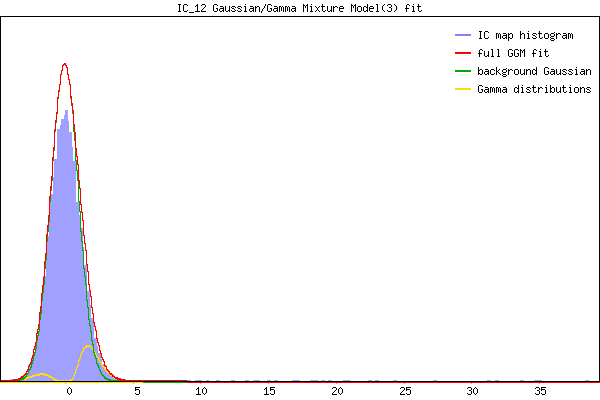 IC_12 Gaussian/Gamma Mixture Model(3) fit
IC map histogram
full GGM fit
background Gaussian
Gamma distributions
0 5 10 15 20 25 30 35